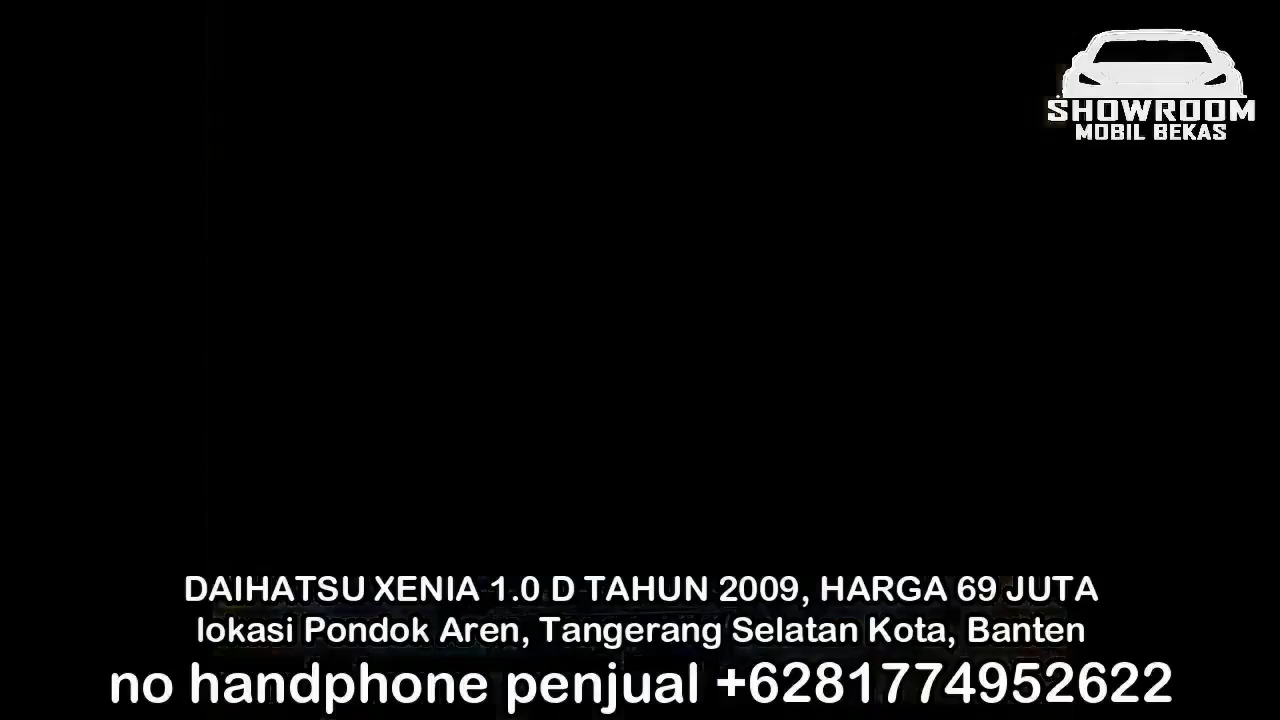 SHOWROOM
MOBIL BEKAS
DAIHATSU XENIA 1.0 D TAHUN 2009, HARGA 69 JUTA
lokasi Pondok Aren, Tangerang Selatan Kota, Banten
no handphone penjual +6281774952622